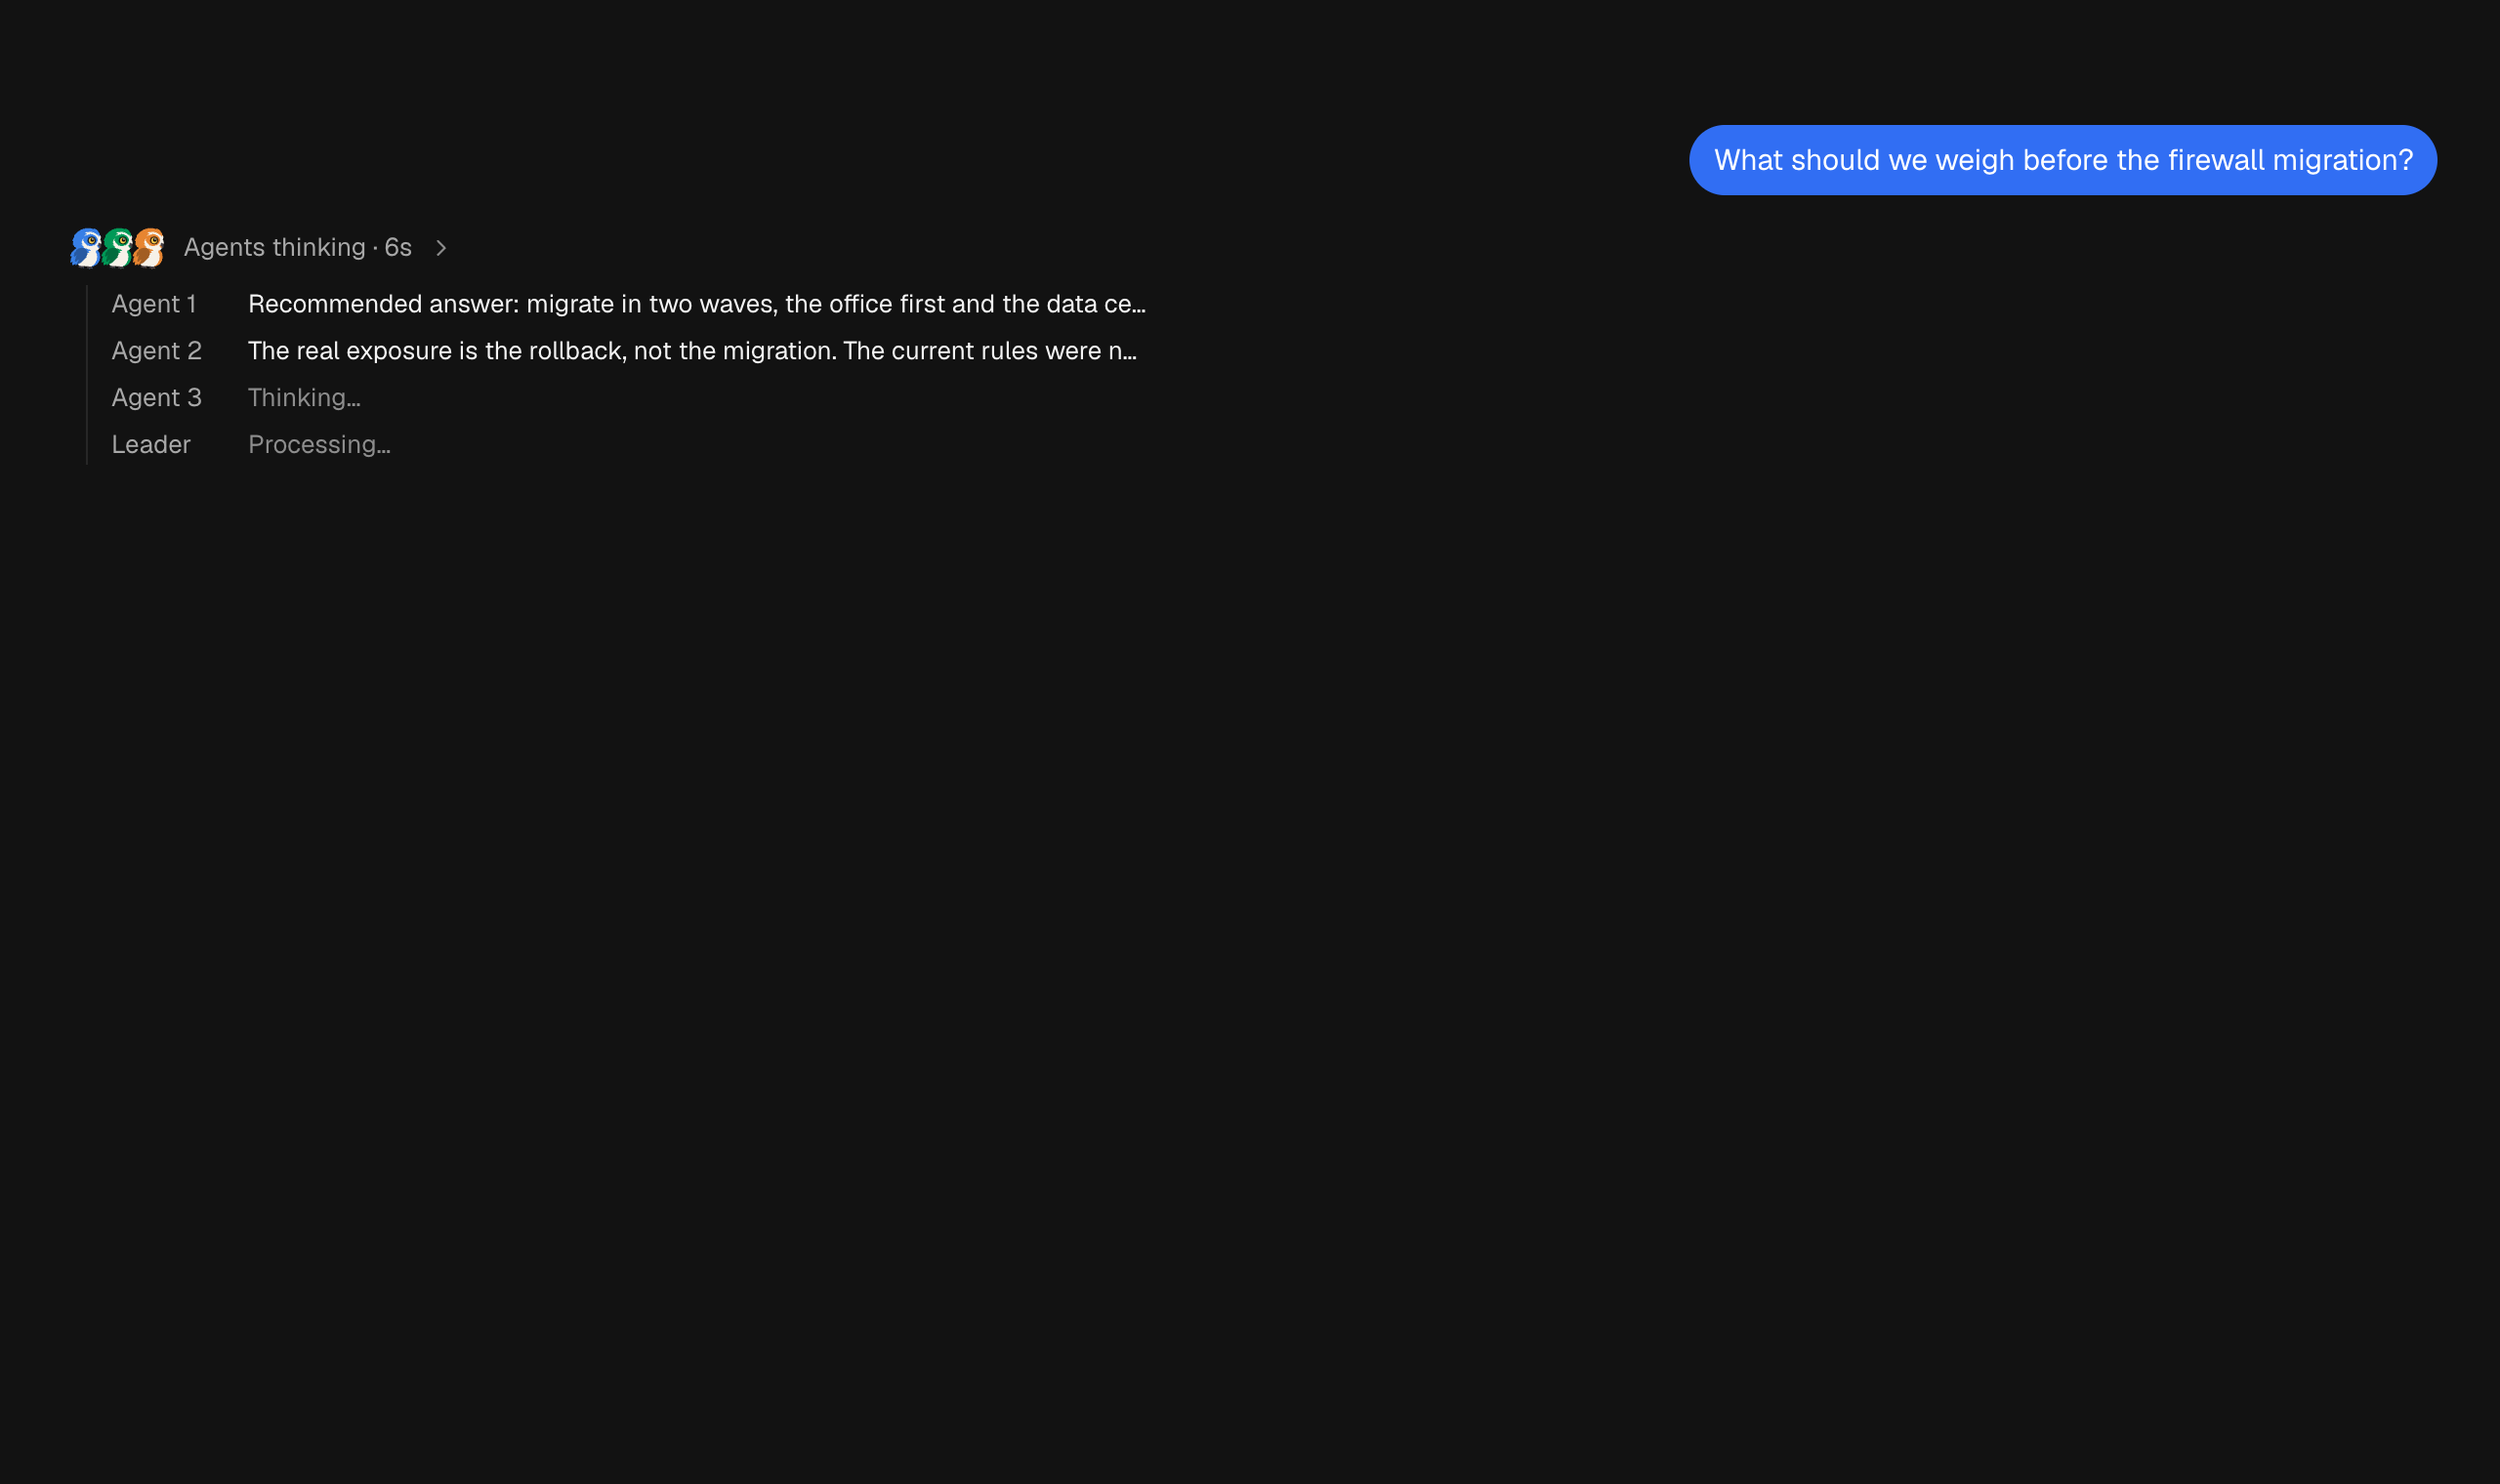 What should we weigh before the firewall migration?
Agents thinking · 6s
Agent 1 Recommended answer: migrate in two waves, the office first and the data ce…
Agent 2 The real exposure is the rollback, not the migration. The current rules were n…
Agent 3 Thinking…
Leader Processing…